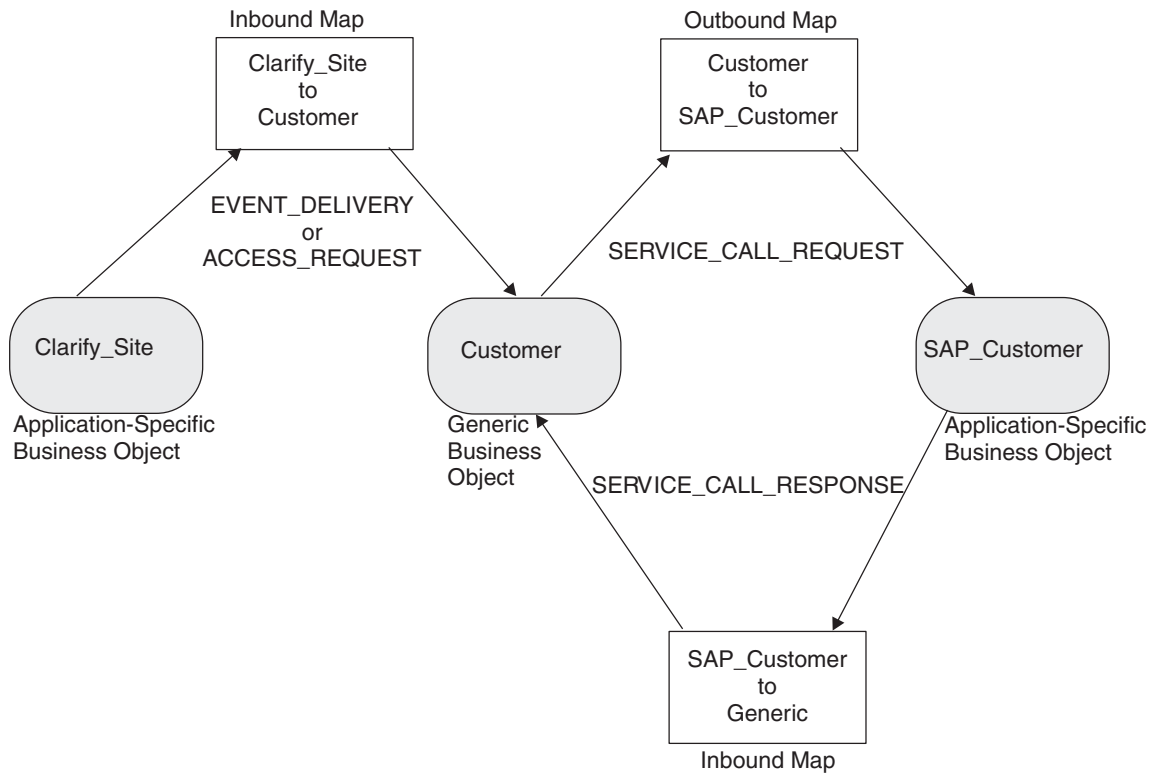 Inbound Map
Clarify_Site
to
Customer
Outbound Map
Customer
to
SAP_Customer
EVENT_DELIVERY
or
ACCESS_REQUEST
SERVICE_CALL_REQUEST
Clarify_Site
Application-Specific
Business Object
Customer
Generic
Business
Object
SAP_Customer
Application-Specific
Business Object
SERVICE_CALL_RESPONSE
SAP_Customer
to
Generic
Inbound Map